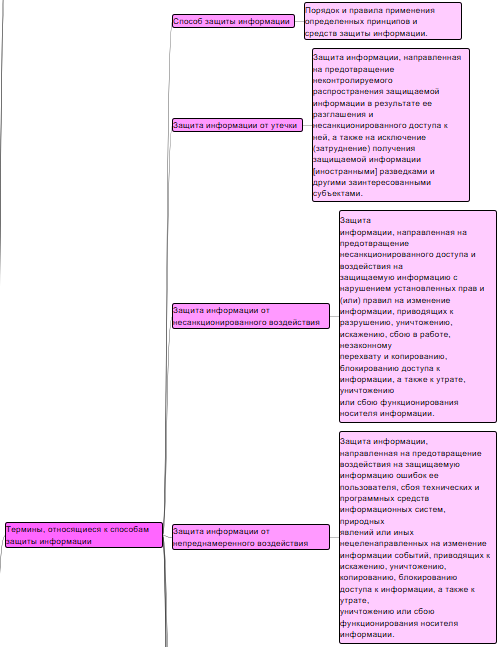 Способ защиты информации
Порядок и правила применения
определенных принципов и
средств защиты информации.
Защита информации от утечки
Защита информации, направленная
на предотвращение
неконтролируемого
распространения защищаемой
информации в результате ее
разглашения и
несанкционированного доступа к
ней, а также на исключение
(затруднение) получения
защищаемой информации
[иностранными] разведками и
другими заинтересованными
субъектами.
Защита информации от
несанкционированного воздействия
Защита
информации, направленная на
предотвращение
несанкционированного доступа и
воздействия на
защищаемую информацию с
нарушением установленных прав и
(или) правил на изменение
информации, приводящих к
разрушению, уничтожению,
искажению, сбою в работе,
незаконному
перехвату и копированию,
блокированию доступа к
информации, а также к утрате,
уничтожению
или сбою функционирования
носителя информации.
Термины, относящиеся к способам
защиты информации
Защита информации от
непреднамеренного воздействия
Защита информации,
направленная на предотвращение
воздействия на защищаемую
информацию ошибок ее
пользователя, сбоя технических и
программных средств
информационных систем,
природных
явлений или иных
нецеленаправленных на изменение
информации событий, приводящих к
искажению, уничтожению,
копированию, блокированию
доступа к информации, а также к
утрате,
уничтожению или сбою
функционирования носителя
информации.